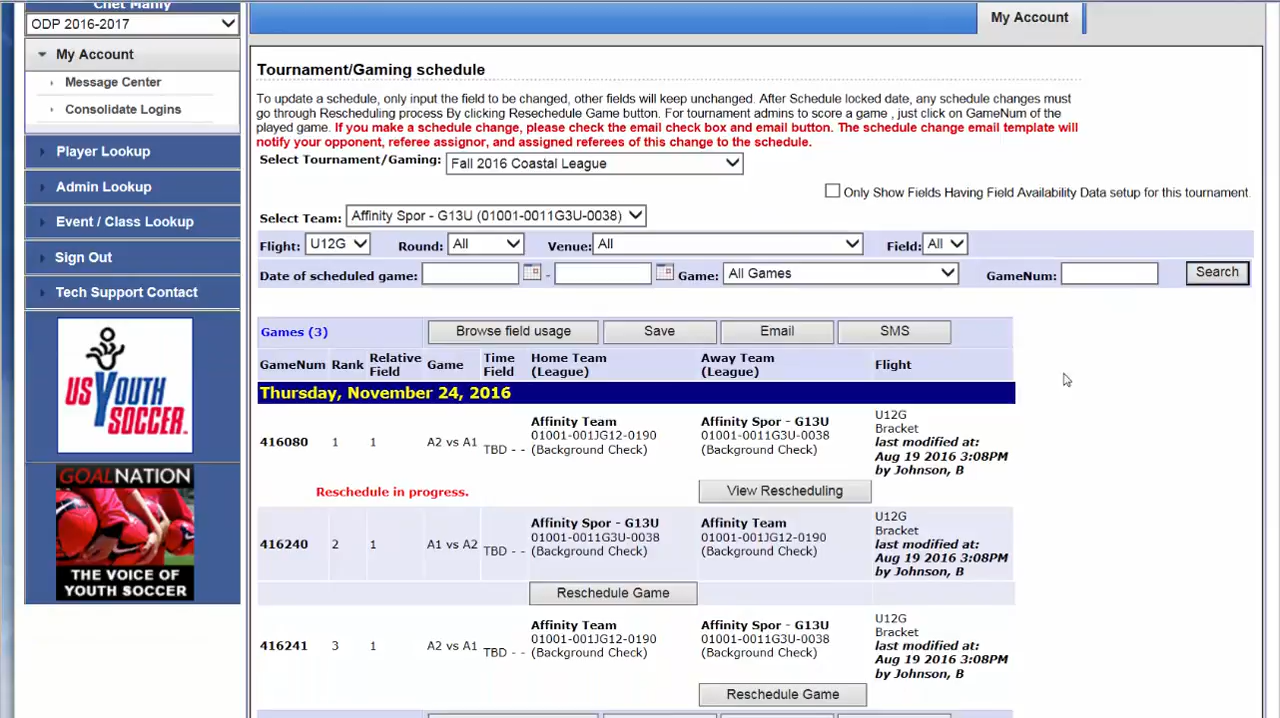 Chet Manly
ODP 2016-2017
My Account
My Account
Message Center
Consolidate Logins
Player Lookup
Admin Lookup
Event / Class Lookup
Sign Out
Tech Support Contact
US
YOUTH
SOCCER
GOALNATION
THE VOICE OF
YOUTH SOCCER
Tournament/Gaming schedule
To update a schedule, only input the field to be changed, other fields will keep unchanged. After Schedule locked date, any schedule changes must
go through Rescheduling process By clicking Resechedule Game button. For tournament admins to score a game , just click on GameNum of the
played game. If you make a schedule change, please check the email check box and email button. The schedule change email template will
notify your opponent, referee assignor, and assigned referees of this change to the schedule.
Select Tournament/Gaming: Fall 2016 Coastal League
Only Show Fields Having Field Availability Data setup for this tournament.
Select Team: Affinity Spor - G13U (01001-0011G3U-0038)
Flight: U12G Round: All Venue: All Field: All
Date of scheduled game: - Game: All Games GameNum: Search
Games (3) Browse field usage Save Email SMS
GameNum Rank Relative Field Game Time Field Home Team (League) Away Team (League) Flight
Thursday, November 24, 2016
416080 1 1 A2 vs A1 TBD - - Affinity Team 01001-001JG12-0190 (Background Check) Affinity Spor - G13U 01001-0011G3U-0038 (Background Check) U12G
Bracket
last modified at:
Aug 19 2016 3:08PM
by Johnson, B
Reschedule in progress. View Rescheduling
416240 2 1 A1 vs A2 TBD - - Affinity Spor - G13U 01001-0011G3U-0038 (Background Check) Affinity Team 01001-001JG12-0190 (Background Check) U12G
Bracket
last modified at:
Aug 19 2016 3:08PM
by Johnson, B
Reschedule Game
416241 3 1 A2 vs A1 TBD - - Affinity Team 01001-001JG12-0190 (Background Check) Affinity Spor - G13U 01001-0011G3U-0038 (Background Check) U12G
Bracket
last modified at:
Aug 19 2016 3:08PM
by Johnson, B
Reschedule Game